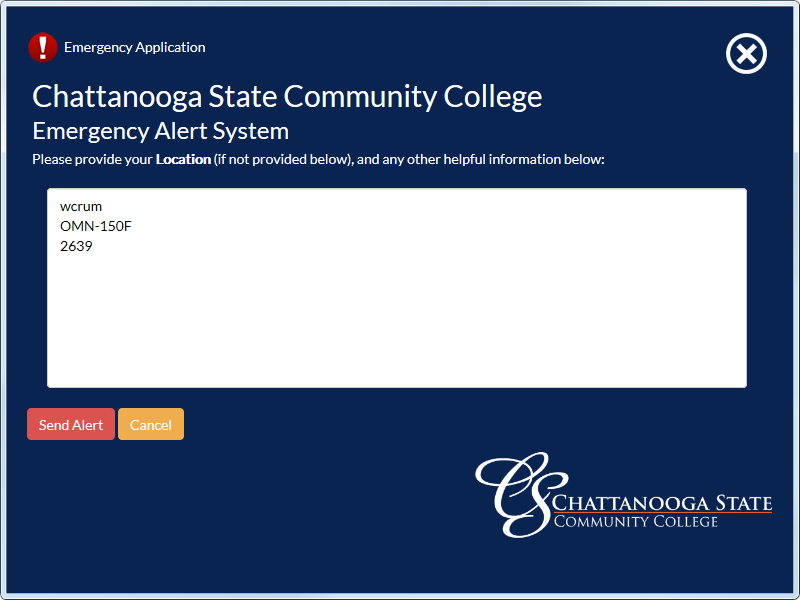 Emergency Application
Chattanooga State Community College
Emergency Alert System
Please provide your Location (if not provided below), and any other helpful information below:
wcrum
OMN-150F
2639
Send Alert
Cancel
CS
CHATTANOOGA STATE
COMMUNITY COLLEGE